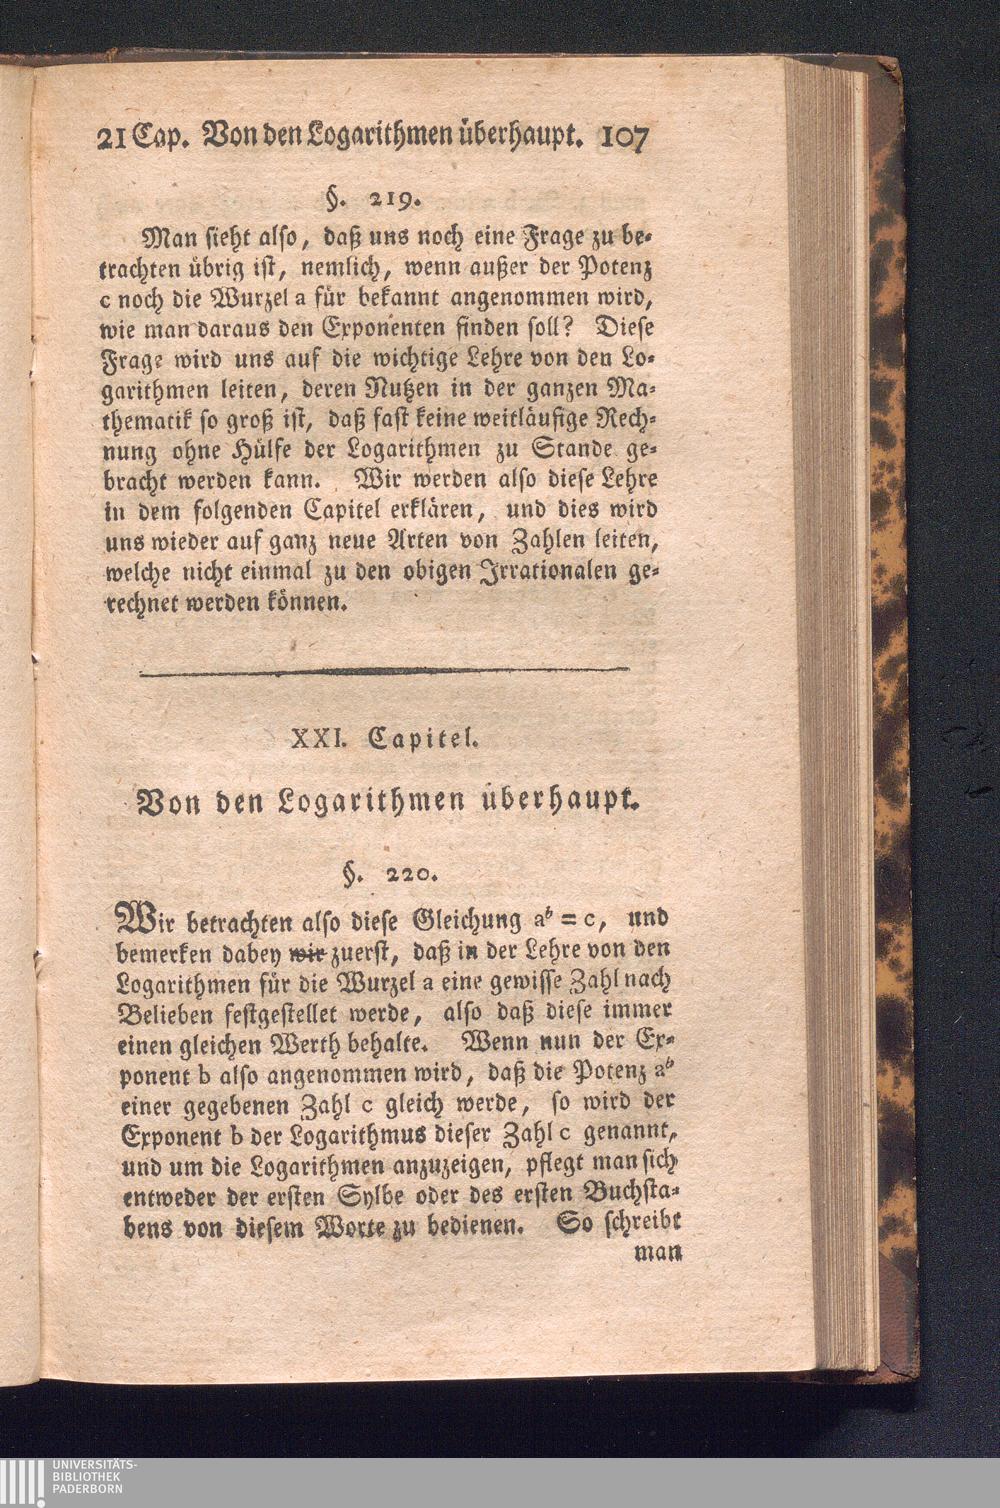 21 Cap. Von den Logarithmen überhaupt. 107
§. 219.
Man sieht also, daß uns noch eine Frage zu be-
trachten übrig ist, nemlich, wenn außer der Potenz
c noch die Wurzel a für bekannt angenommen wird,
wie man daraus den Exponenten finden soll? Diese
Frage wird uns auf die wichtige Lehre von den Lo-
garithmen leiten, deren Nutzen in der ganzen Ma-
thematik so groß ist, daß fast keine weitläufige Rech-
nung ohne Hülfe der Logarithmen zu Stande ge-
bracht werden kann. Wir werden also diese Lehre
in dem folgenden Capitel erklären, und dies wird
uns wieder auf ganz neue Arten von Zahlen leiten,
welche nicht einmal zu den obigen Irrationalen ge-
rechnet werden können.
XXI. Capitel.
Von den Logarithmen überhaupt.
§. 220.
Wir betrachten also diese Gleichung aᵇ = c, und
bemerken dabey wir zuerst, daß in der Lehre von den
Logarithmen für die Wurzel a eine gewisse Zahl nach
Belieben festgestellet werde, also daß diese immer
einen gleichen Werth behalte. Wenn nun der Ex-
ponent b also angenommen wird, daß die Potenz aᵇ
einer gegebenen Zahl c gleich werde, so wird der
Exponent b der Logarithmus dieser Zahl c genannt,
und um die Logarithmen anzuzeigen, pflegt man sich
entweder der ersten Sylbe oder des ersten Buchsta-
bens von diesem Worte zu bedienen. So schreibt
man
UNIVERSITÄTS-
BIBLIOTHEK
PADERBORN